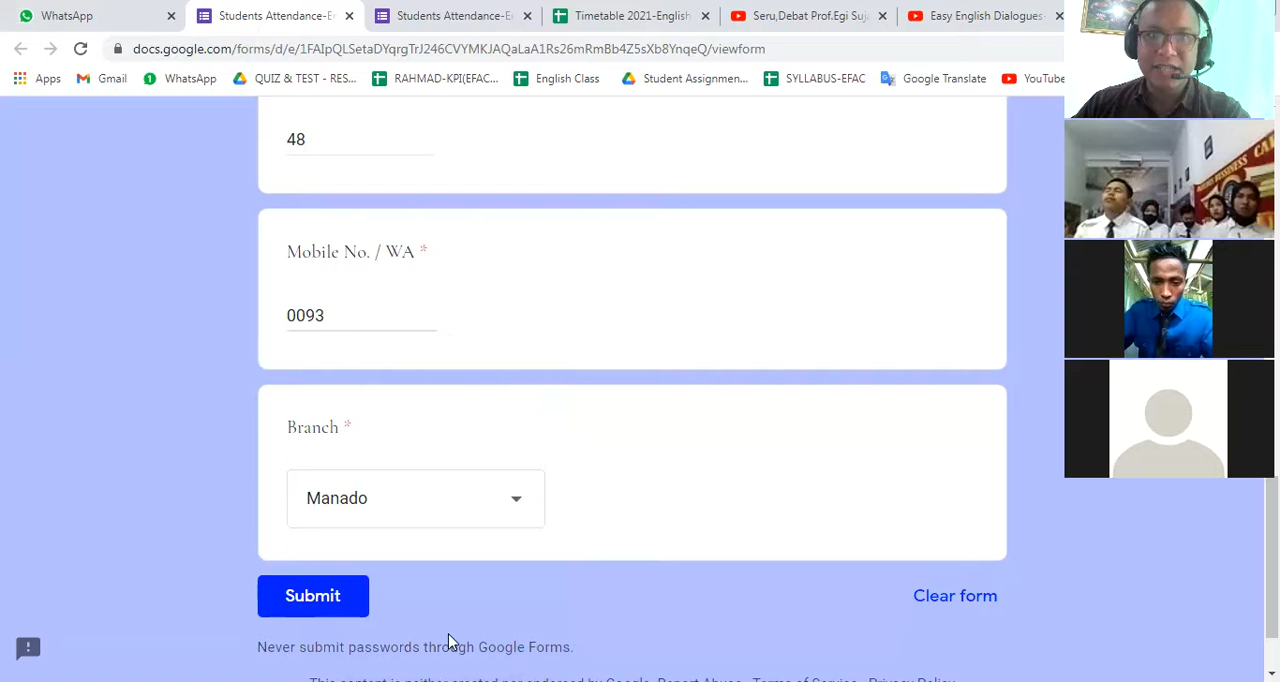 WhatsApp
Students Attendance-E
Students Attendance-E
Timetable 2021-English
Seru,Debat Prof.Egi Suj
Easy English Dialogues-
docs.google.com/forms/d/e/1FAIpQLSetaDYqrgTrJ246CVYMKJAQaLaA1Rs26mRmBb4Z5sXb8YnqeQ/viewform
Apps Gmail WhatsApp QUIZ & TEST - RES... RAHMAD-KPI(EFAC... English Class Student Assignmen... SYLLABUS-EFAC Google Translate YouTube
48
Mobile No. / WA *
0093
Branch *
Manado
Submit
Clear form
Never submit passwords through Google Forms.